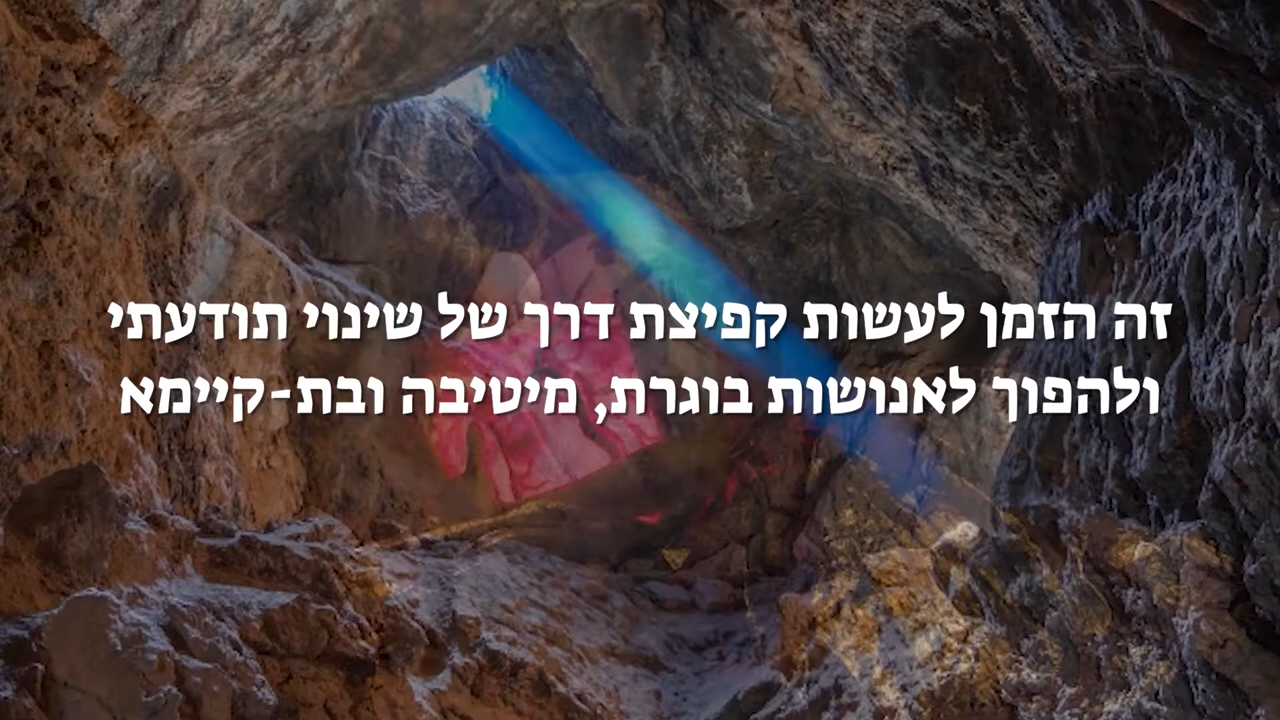 זה הזמן לעשות קפיצת דרך של שינוי תודעתי
ולהפוך לאנושות בוגרת, מיטיבה ובת-קיימא